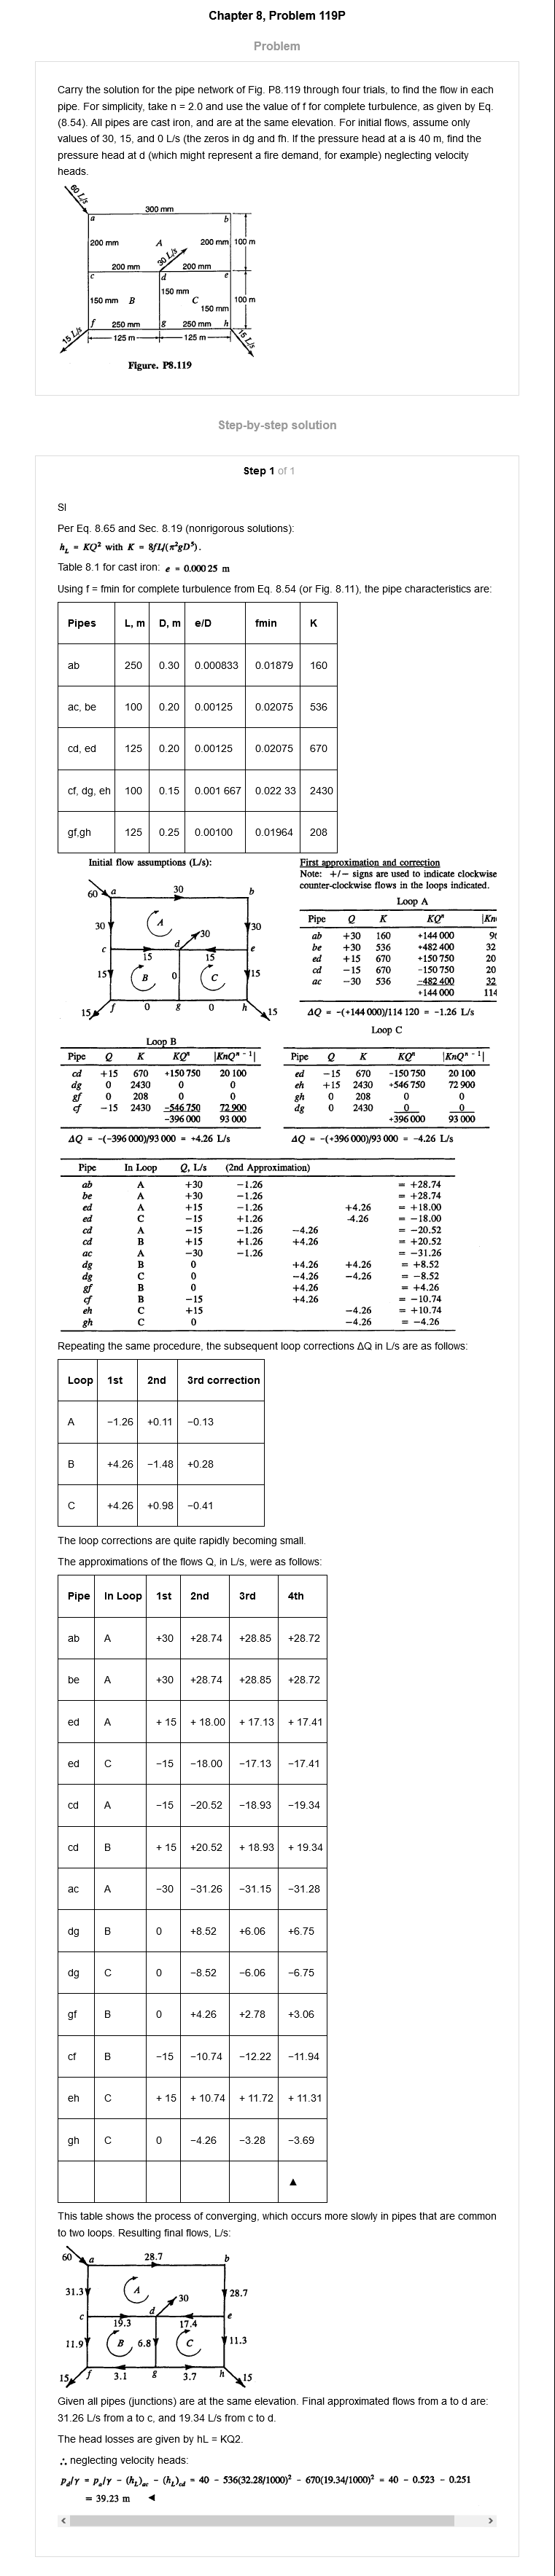 Chapter 8, Problem 119P
Problem
Carry the solution for the pipe network of Fig. P8.119 through four trials, to find the flow in each
pipe. For simplicity, take n = 2.0 and use the value of f for complete turbulence, as given by Eq.
(8.54). All pipes are cast iron, and are at the same elevation. For initial flows, assume only
values of 30, 15, and 0 L/s (the zeros in dg and fh. If the pressure head at a is 40 m, find the
pressure head at d (which might represent a fire demand, for example) neglecting velocity
heads.
60 L/s
300 mm
a b
200 mm A 200 mm 100 m
30 L/s
200 mm 200 mm
c d e
150 mm
150 mm B C 100 m
150 mm
f 250 mm g 250 mm h
15 L/s 125 m 125 m 15 L/s
Figure. P8.119
Step-by-step solution
Step 1 of 1
SI
Per Eq. 8.65 and Sec. 8.19 (nonrigorous solutions):
hL = KQ² with K = 8fL/(π²gD⁵).
Table 8.1 for cast iron: e = 0.000 25 m
Using f = fmin for complete turbulence from Eq. 8.54 (or Fig. 8.11), the pipe characteristics are:
Pipes L, m D, m e/D fmin K
ab 250 0.30 0.000833 0.01879 160
ac, be 100 0.20 0.00125 0.02075 536
cd, ed 125 0.20 0.00125 0.02075 670
cf, dg, eh 100 0.15 0.001 667 0.022 33 2430
gf,gh 125 0.25 0.00100 0.01964 208
Initial flow assumptions (L/s):
60 a 30 b
30 A 30
c d 30 e
15 15
15 B 0 C 15
15 f 0 g 0 h 15
First approximation and correction
Note: +/− signs are used to indicate clockwise
counter-clockwise flows in the loops indicated.
Loop A
Pipe Q K KQⁿ |Kn
ab +30 160 +144 000 96
be +30 536 +482 400 32
ed +15 670 +150 750 20
cd −15 670 −150 750 20
ac −30 536 −482 400 32
+144 000 114
ΔQ = −(+144 000)/114 120 = −1.26 L/s
Loop B
Pipe Q K KQⁿ |KnQⁿ⁻¹|
cd +15 670 +150 750 20 100
dg 0 2430 0 0
gf 0 208 0 0
cf −15 2430 −546 750 72 900
−396 000 93 000
ΔQ = −(−396 000)/93 000 = +4.26 L/s
Loop C
Pipe Q K KQⁿ |KnQⁿ⁻¹|
ed −15 670 −150 750 20 100
eh +15 2430 +546 750 72 900
gh 0 208 0 0
dg 0 2430 0 0
+396 000 93 000
ΔQ = −(+396 000)/93 000 = −4.26 L/s
Pipe In Loop Q, L/s (2nd Approximation)
ab A +30 −1.26 = +28.74
be A +30 −1.26 = +28.74
ed A +15 −1.26 +4.26 = +18.00
ed C −15 +1.26 -4.26 = −18.00
cd A −15 −1.26 −4.26 = −20.52
cd B +15 +1.26 +4.26 = +20.52
ac A −30 −1.26 = −31.26
dg B 0 +4.26 +4.26 = +8.52
dg C 0 −4.26 −4.26 = −8.52
gf B 0 +4.26 = +4.26
cf B −15 +4.26 = −10.74
eh C +15 −4.26 = +10.74
gh C 0 −4.26 = −4.26
Repeating the same procedure, the subsequent loop corrections ΔQ in L/s are as follows:
Loop 1st 2nd 3rd correction
A −1.26 +0.11 −0.13
B +4.26 −1.48 +0.28
C +4.26 +0.98 −0.41
The loop corrections are quite rapidly becoming small.
The approximations of the flows Q, in L/s, were as follows:
Pipe In Loop 1st 2nd 3rd 4th
ab A +30 +28.74 +28.85 +28.72
be A +30 +28.74 +28.85 +28.72
ed A + 15 + 18.00 + 17.13 + 17.41
ed C −15 −18.00 −17.13 −17.41
cd A −15 −20.52 −18.93 −19.34
cd B + 15 +20.52 + 18.93 + 19.34
ac A −30 −31.26 −31.15 −31.28
dg B 0 +8.52 +6.06 +6.75
dg C 0 −8.52 −6.06 −6.75
gf B 0 +4.26 +2.78 +3.06
cf B −15 −10.74 −12.22 −11.94
eh C + 15 + 10.74 + 11.72 + 11.31
gh C 0 −4.26 −3.28 −3.69
▲
This table shows the process of converging, which occurs more slowly in pipes that are common
to two loops. Resulting final flows, L/s:
60 a 28.7 b
31.3 A 28.7
c d 30 e
19.3 17.4
11.9 B 6.8 C 11.3
15 f 3.1 g 3.7 h 15
Given all pipes (junctions) are at the same elevation. Final approximated flows from a to d are:
31.26 L/s from a to c, and 19.34 L/s from c to d.
The head losses are given by hL = KQ2.
∴ neglecting velocity heads:
pd/γ = pa/γ − (hL)ac − (hL)cd = 40 − 536(32.28/1000)² − 670(19.34/1000)² = 40 − 0.523 − 0.251
= 39.23 m ◄